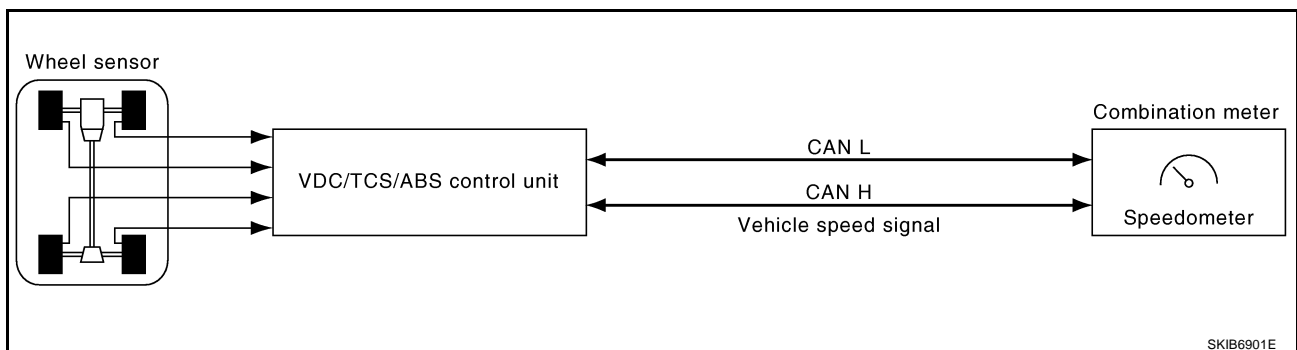 Wheel sensor
VDC/TCS/ABS control unit
CAN L
CAN H
Vehicle speed signal
Combination meter
Speedometer
SKIB6901E